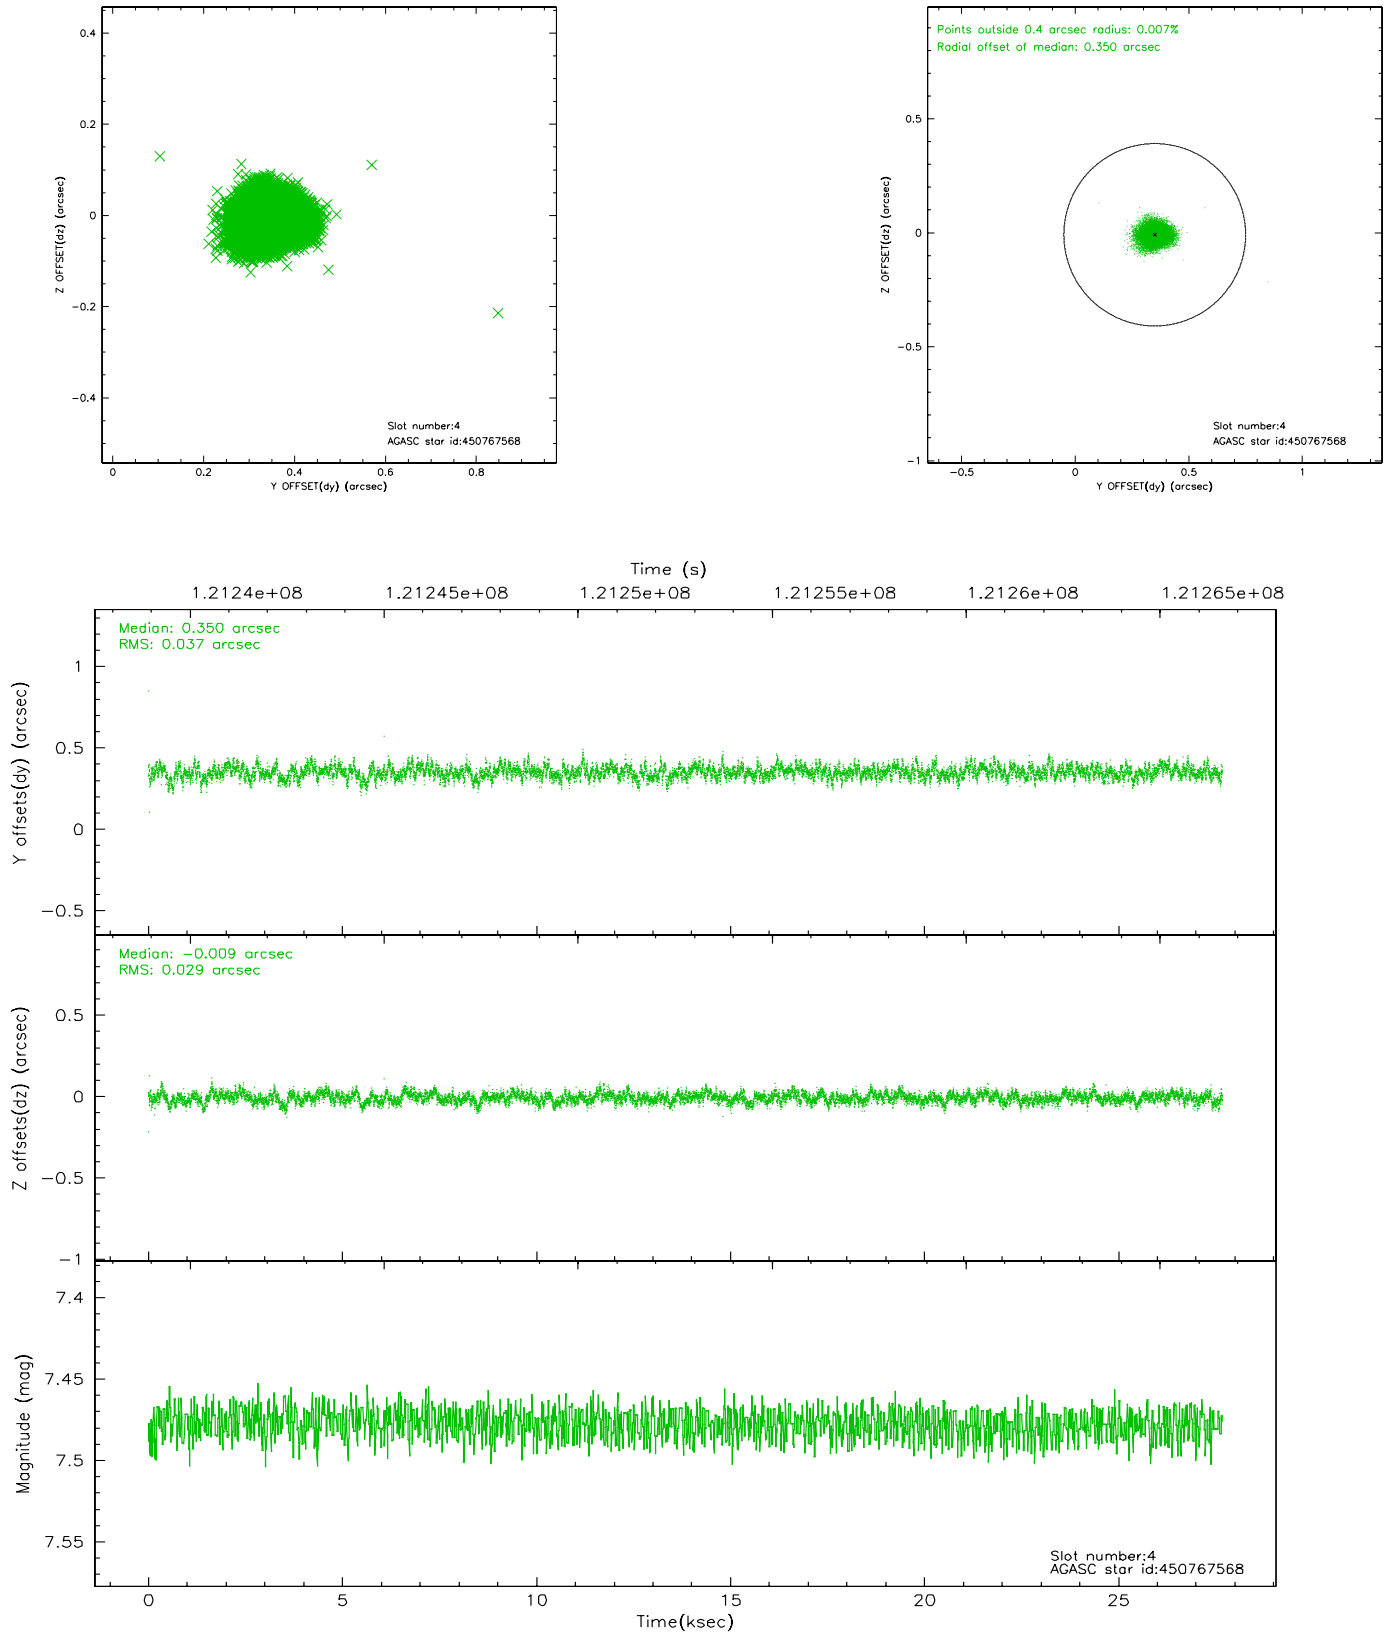 0.4
0.2
0
−0.2
−0.4
Z OFFSET(dz) (arcsec)
Slot number:4
AGASC star id:450767568
0 0.2 0.4 0.6 0.8
Y OFFSET(dy) (arcsec)
Points outside 0.4 arcsec radius: 0.007%
Radial offset of median: 0.350 arcsec
0.5
0
−0.5
−1
Z OFFSET(dz) (arcsec)
Slot number:4
AGASC star id:450767568
−0.5 0 0.5 1
Y OFFSET(dy) (arcsec)
Time (s)
1.2124e+08 1.21245e+08 1.2125e+08 1.21255e+08 1.2126e+08 1.21265e+08
Median: 0.350 arcsec
RMS: 0.037 arcsec
1
0.5
0
−0.5
Y offsets(dy) (arcsec)
Median: −0.009 arcsec
RMS: 0.029 arcsec
0.5
0
−0.5
−1
Z offsets(dz) (arcsec)
7.4
7.45
7.5
7.55
Magnitude (mag)
Slot number:4
AGASC star id:450767568
0 5 10 15 20 25
Time(ksec)